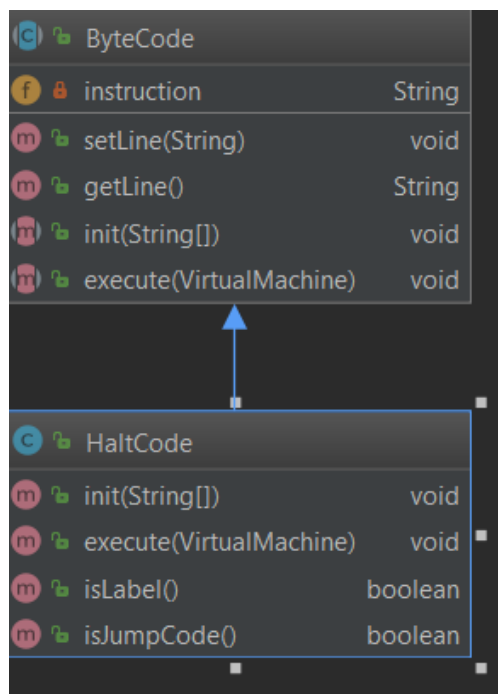 C ByteCode
f instruction String
m setLine(String) void
m getLine() String
m init(String[]) void
m execute(VirtualMachine) void
C HaltCode
m init(String[]) void
m execute(VirtualMachine) void
m isLabel() boolean
m isJumpCode() boolean